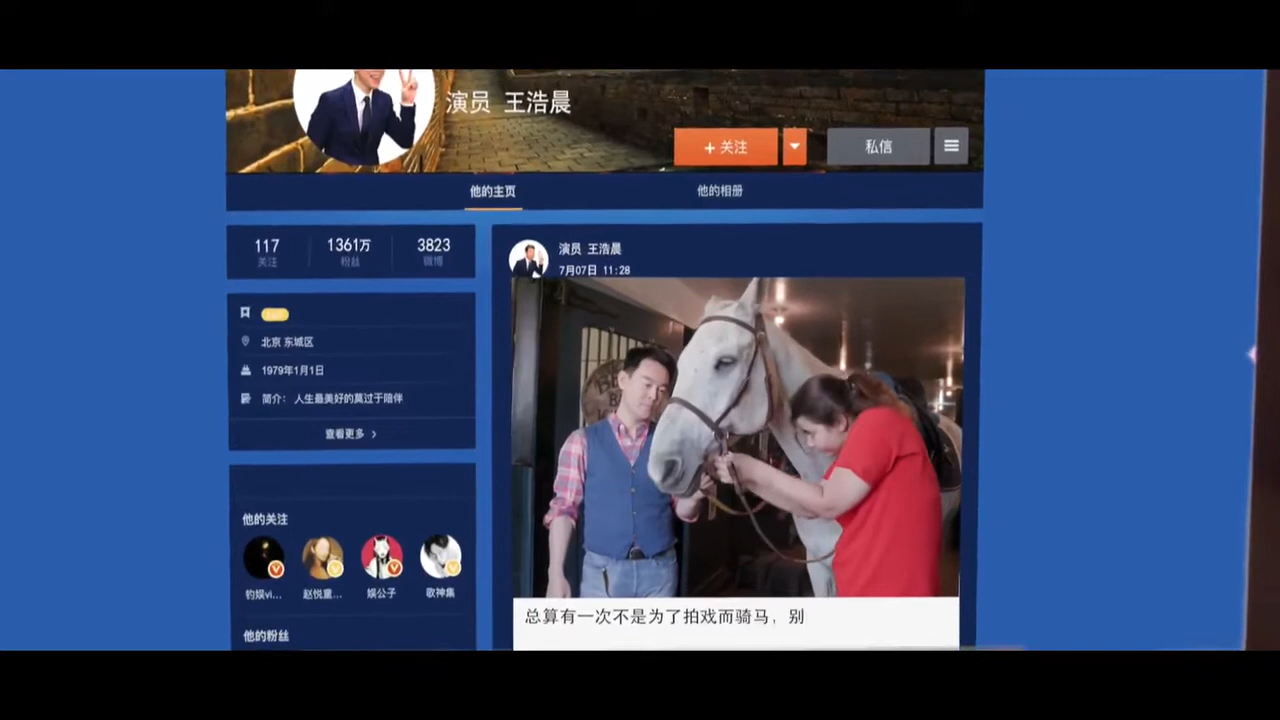 演员 王浩晨
+ 关注
私信
他的主页
他的相册
117
关注
1361万
粉丝
3823
微博
北京 东城区
1979年1月1日
简介： 人生最美好的莫过于陪伴
查看更多 >
他的关注
赵悦童...
娱公子
歌神集
他的粉丝
演员 王浩晨
7月07日 11:28
总算有一次不是为了拍戏而骑马，别